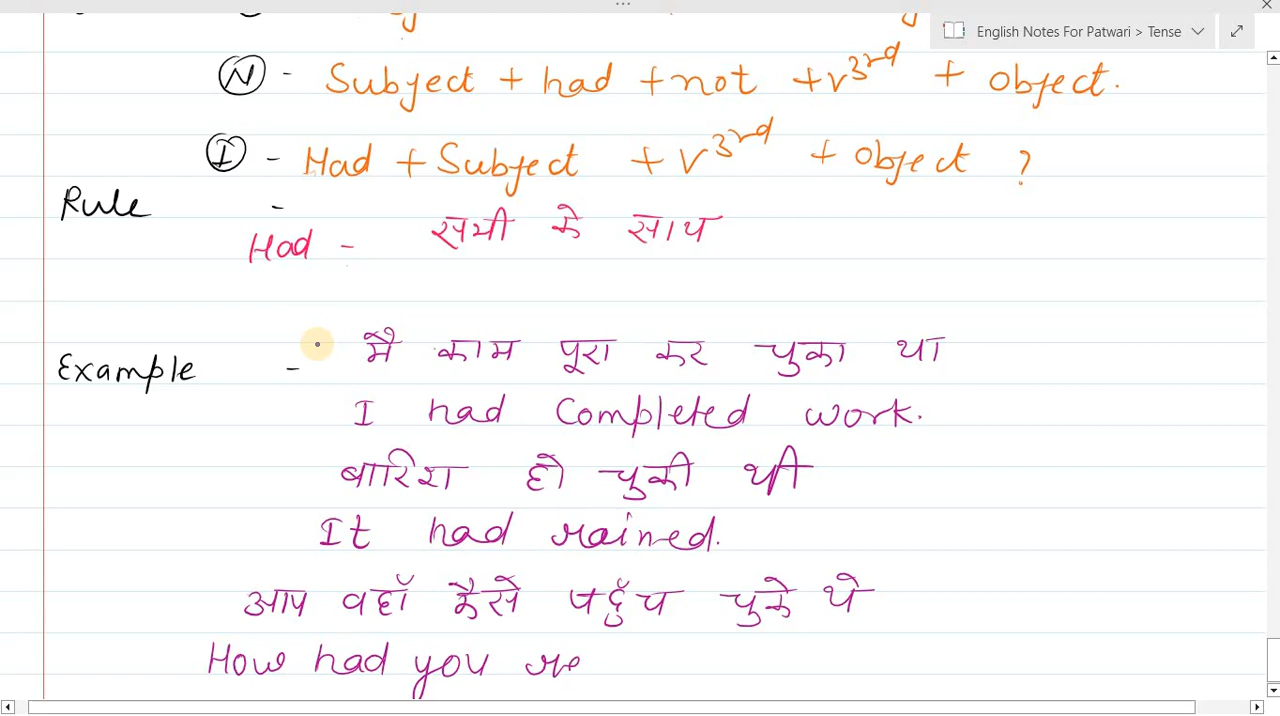 English Notes For Patwari > Tense
N - Subject + had + not + v3rd + Object.
I - Had + Subject + v3rd + Object ?
Rule -
Had - सभी के साथ
मै काम पूरा कर चुका था
Example -
I had Completed work.
बारिश हो चुकी थी
It had rained.
आप वहाँ कैसे पहुँच चुके थे
How had you re